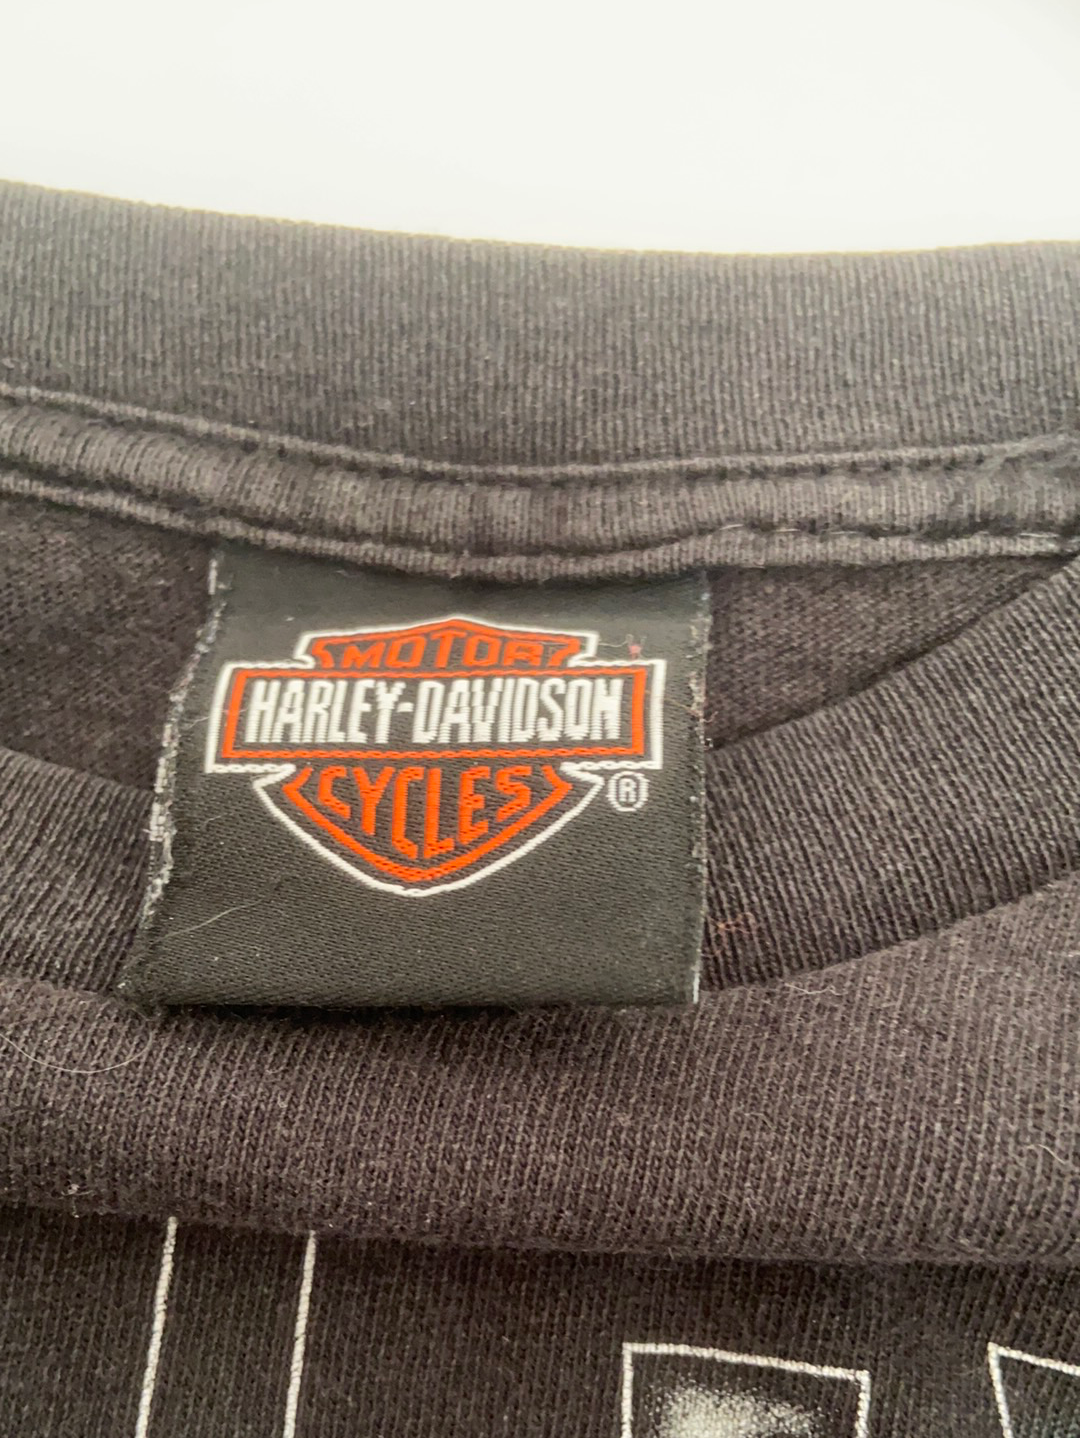 MOTOR
HARLEY-DAVIDSON
CYCLES
®